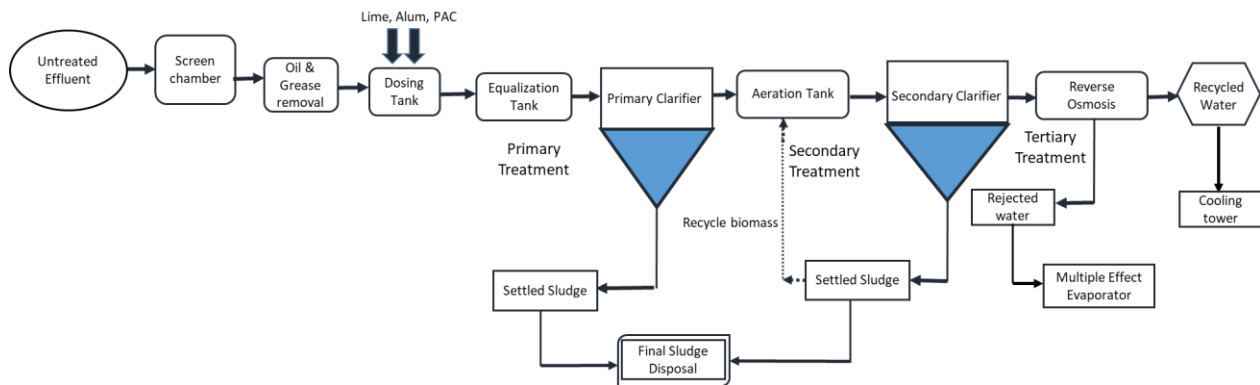 Lime, Alum, PAC
Untreated
Effluent
Screen
chamber
Oil &
Grease
removal
Dosing
Tank
Equalization
Tank
Primary Clarifier
Aeration Tank
Secondary Clarifier
Reverse
Osmosis
Recycled
Water
Primary
Treatment
Secondary
Treatment
Tertiary
Treatment
Recycle biomass
Rejected
water
Cooling
tower
Settled Sludge
Settled Sludge
Multiple Effect
Evaporator
Final Sludge
Disposal